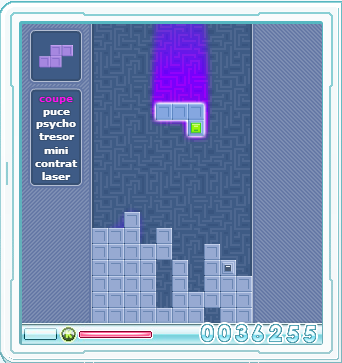 coupe
puce
psycho
tresor
mini
contrat
laser
0036255